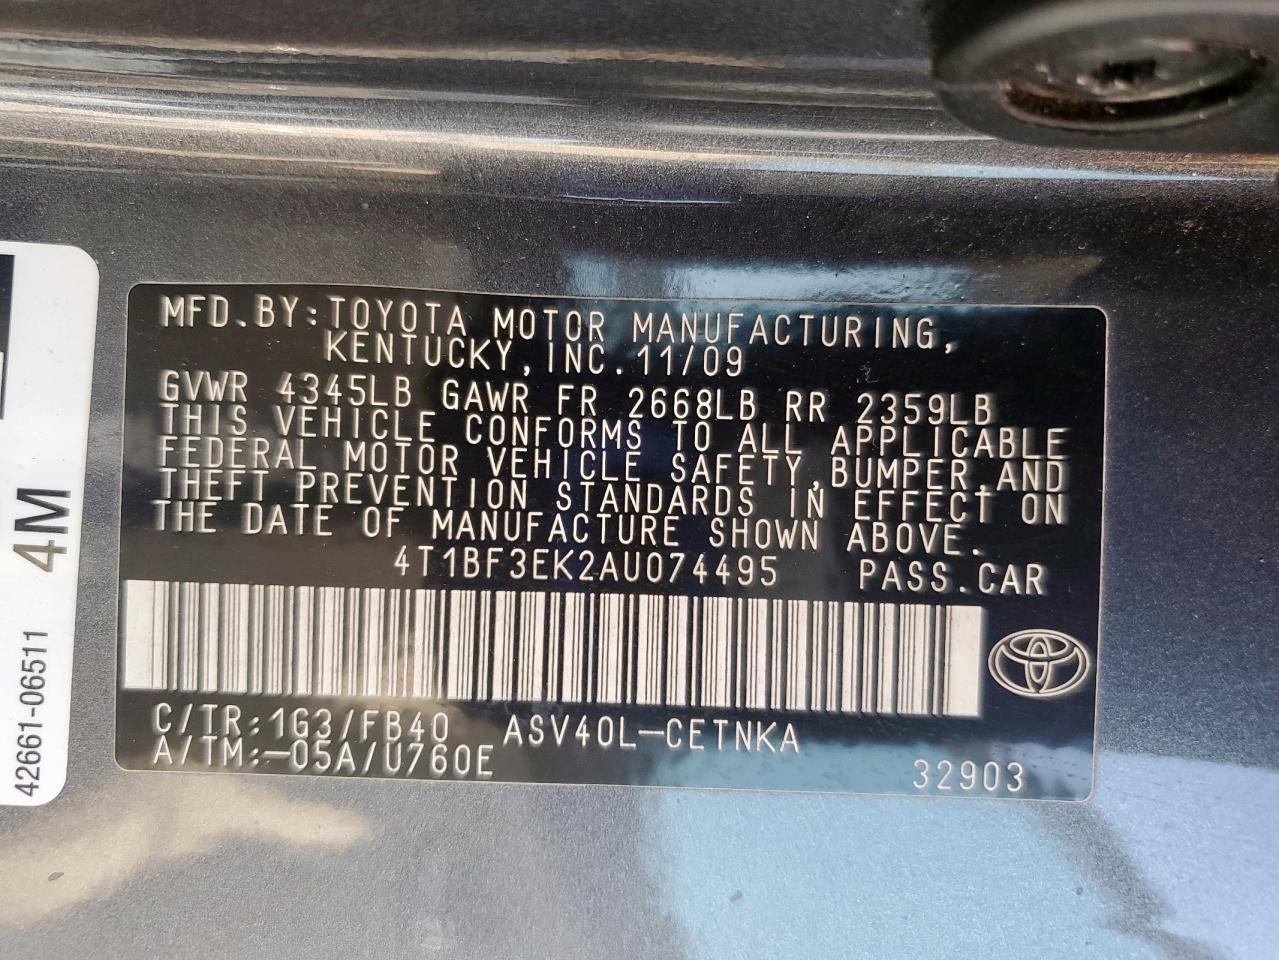 MFD.BY:TOYOTA MOTOR MANUFACTURING,
KENTUCKY,INC.11/09
GVWR 4345LB GAWR FR 2668LB RR 2359LB
THIS VEHICLE CONFORMS TO ALL APPLICABLE
FEDERAL MOTOR VEHICLE SAFETY,BUMPER,AND
THEFT PREVENTION STANDARDS IN EFFECT ON
THE DATE OF MANUFACTURE SHOWN ABOVE.
4T1BF3EK2AU074495 PASS.CAR
C/TR:1G3/FB40 ASV40L-CETNKA
A/TM:-05A/U760E
32903
42661-06511 4M